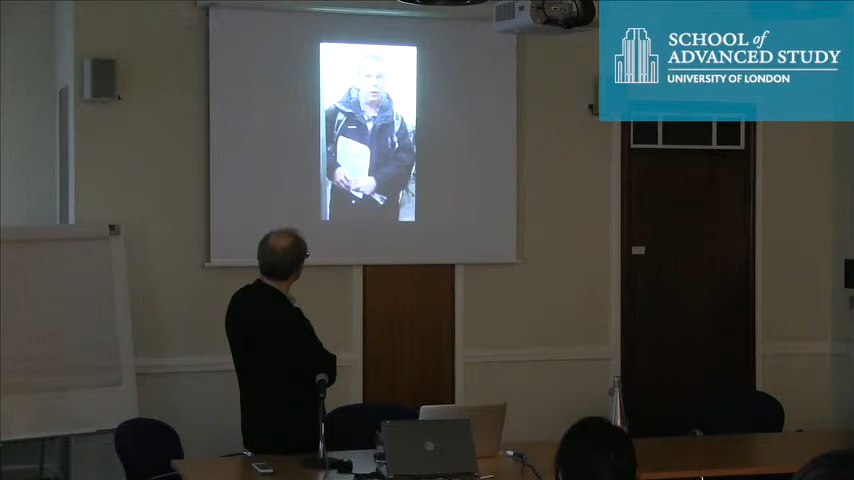 SCHOOL of
ADVANCED STUDY
UNIVERSITY OF LONDON